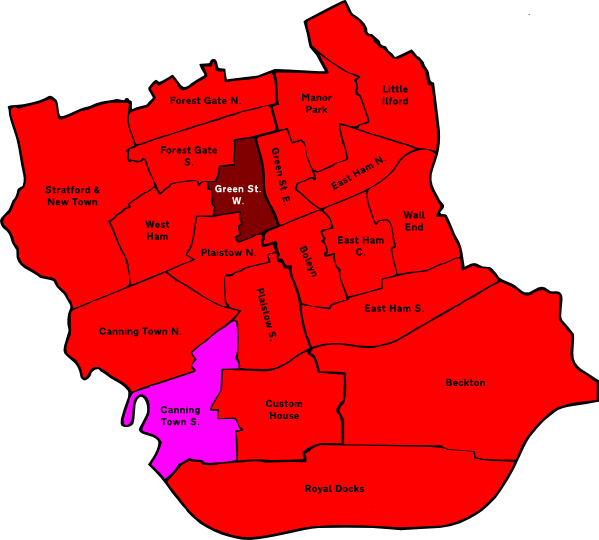 Little
Ilford
Forest Gate N.
Manor
Park
Forest Gate
S.
Green St. E.
East Ham N.
Stratford &
New Town
Green St.
W.
West
Ham
Wall
End
Plaistow N.
East Ham
C.
Boleyn
Plaistow S.
East Ham S.
Canning Town N.
Beckton
Custom
House
Canning
Town S.
Royal Docks